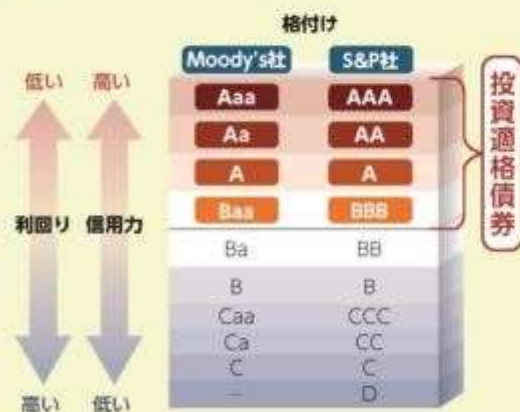 格付け
Moody's社 S&P社
低い 高い
Aaa AAA
Aa AA
A A
Baa BBB
Ba BB
B B
Caa CCC
Ca CC
C C
– D
利回り 信用力
高い 低い
投資適格債券